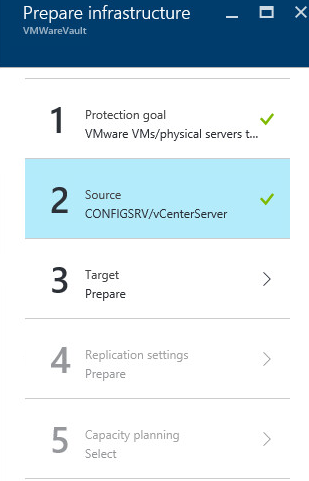 Prepare infrastructure
VMWareVault
1
Protection goal
VMware VMs/physical servers t...
2
Source
CONFIGSRV/vCenterServer
3
Target
Prepare
4
Replication settings
Prepare
5
Capacity planning
Select